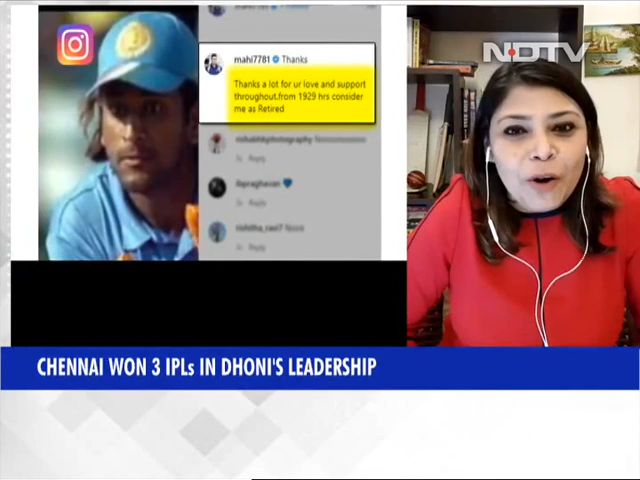 NDTV
mahi7781 Thanks
Thanks a lot for ur love and support
throughout.from 1929 hrs consider
me as Retired
Reply
Reply
Reply
CHENNAI WON 3 IPLs IN DHONI'S LEADERSHIP